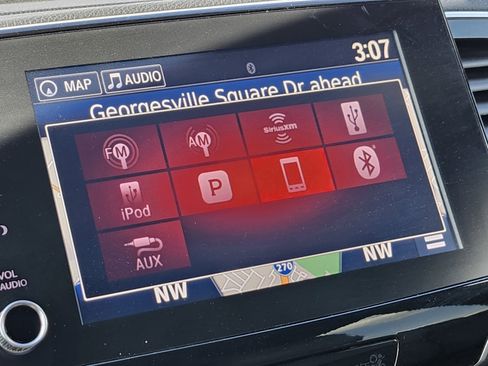 3:07
MAP
AUDIO
Georgesville Square Dr ahead
FM
AM
SiriusXM
iPod
P
AUX
270
NW
NW
VOL
AUDIO